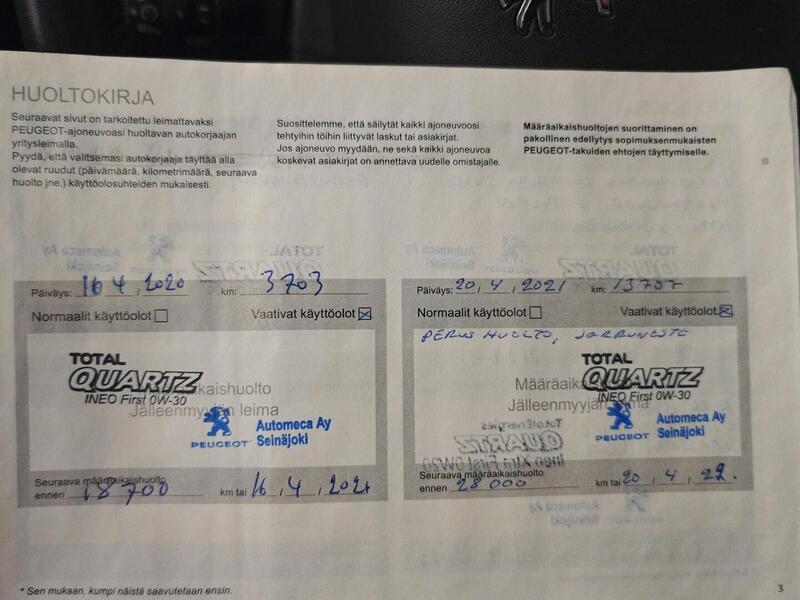 HUOLTOKIRJA
Seuraavat sivut on tarkoitettu leimattavaksi
PEUGEOT-ajoneuvoasi huoltavan autokorjaajan
yritysleimalla.
Pyydä, että valitsemasi autokorjaaja täyttää alla
olevat ruudut (päivämäärä, kilometrimäärä, seuraava
huolto jne.) käyttöolosuhteiden mukaisesti.
Suosittelemme, että säilytät kaikki ajoneuvoosi
tehtyihin töihin liittyvät laskut tai asiakirjat.
Jos ajoneuvo myydään, ne sekä kaikki ajoneuvoa
koskevat asiakirjat on annettava uudelle omistajalle.
Määräaikaishuoltojen suorittaminen on
pakollinen edellytys sopimuksenmukaisten
PEUGEOT-takuiden ehtojen täyttymiselle.
Päiväys: 16, 4, 2020 km: 3703
Normaalit käyttöolot Vaativat käyttöolot
TOTAL
QUARTZ
INEO First 0W-30
Jälleenmyyjän leima
PEUGEOT
Automeca Ay
Seinäjoki
Seuraava määräaikaishuolto
ennen 18700 km tai 16, 4, 2021
Päiväys: 20, 4, 2021 km: 13707
Normaalit käyttöolot Vaativat käyttöolot
PERUS HUOLTO, JARRUNESTE
TOTAL
QUARTZ
INEO First 0W-30
Jälleenmyyjän leima
PEUGEOT
Automeca Ay
Seinäjoki
Seuraava määräaikaishuolto
ennen 28 000 km tai 20, 4, 22.
* Sen mukaan, kumpi näistä saavutetaan ensin.
3